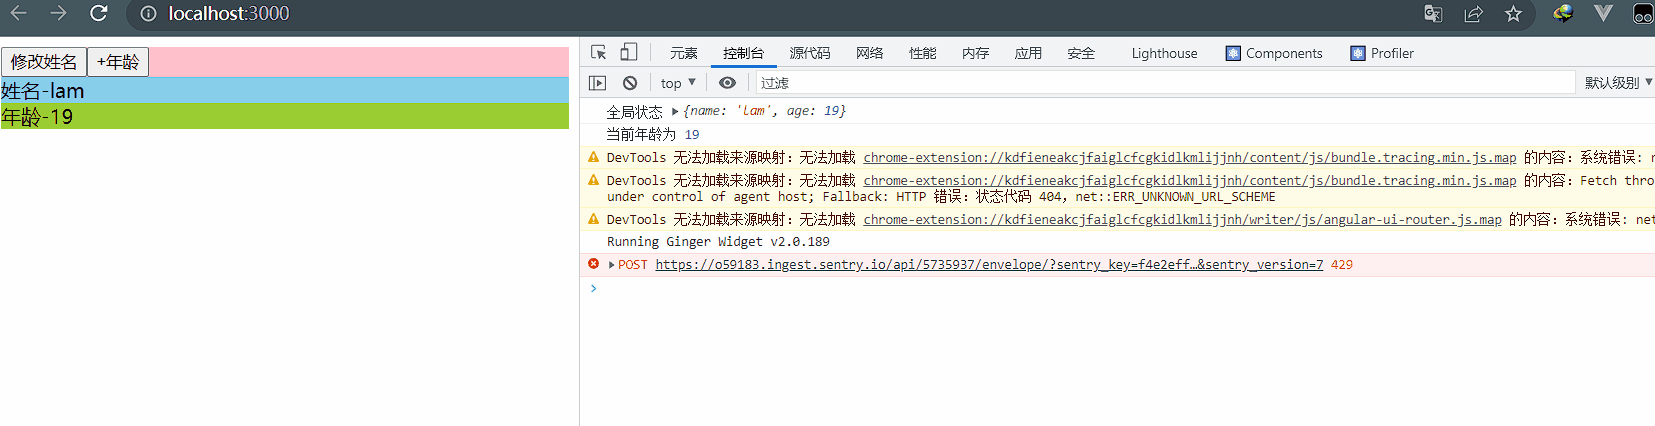 localhost:3000
修改姓名 +年龄
姓名-lam
年龄-19
元素 控制台 源代码 网络 性能 内存 应用 安全 Lighthouse Components Profiler
top ▼ 过滤 默认级别 ▼
全局状态 ▶{name: 'lam', age: 19}
当前年龄为 19
DevTools 无法加载来源映射：无法加载 chrome-extension://kdfieneakcjfaiglcfcgkidlkmlijjnh/content/js/bundle.tracing.min.js.map 的内容：系统错误: n
DevTools 无法加载来源映射：无法加载 chrome-extension://kdfieneakcjfaiglcfcgkidlkmlijjnh/content/js/bundle.tracing.min.js.map 的内容：Fetch thro
under control of agent host; Fallback: HTTP 错误：状态代码 404, net::ERR_UNKNOWN_URL_SCHEME
DevTools 无法加载来源映射：无法加载 chrome-extension://kdfieneakcjfaiglcfcgkidlkmlijjnh/writer/js/angular-ui-router.js.map 的内容：系统错误: net
Running Ginger Widget v2.0.189
▶POST https://o59183.ingest.sentry.io/api/5735937/envelope/?sentry_key=f4e2eff…&sentry_version=7 429